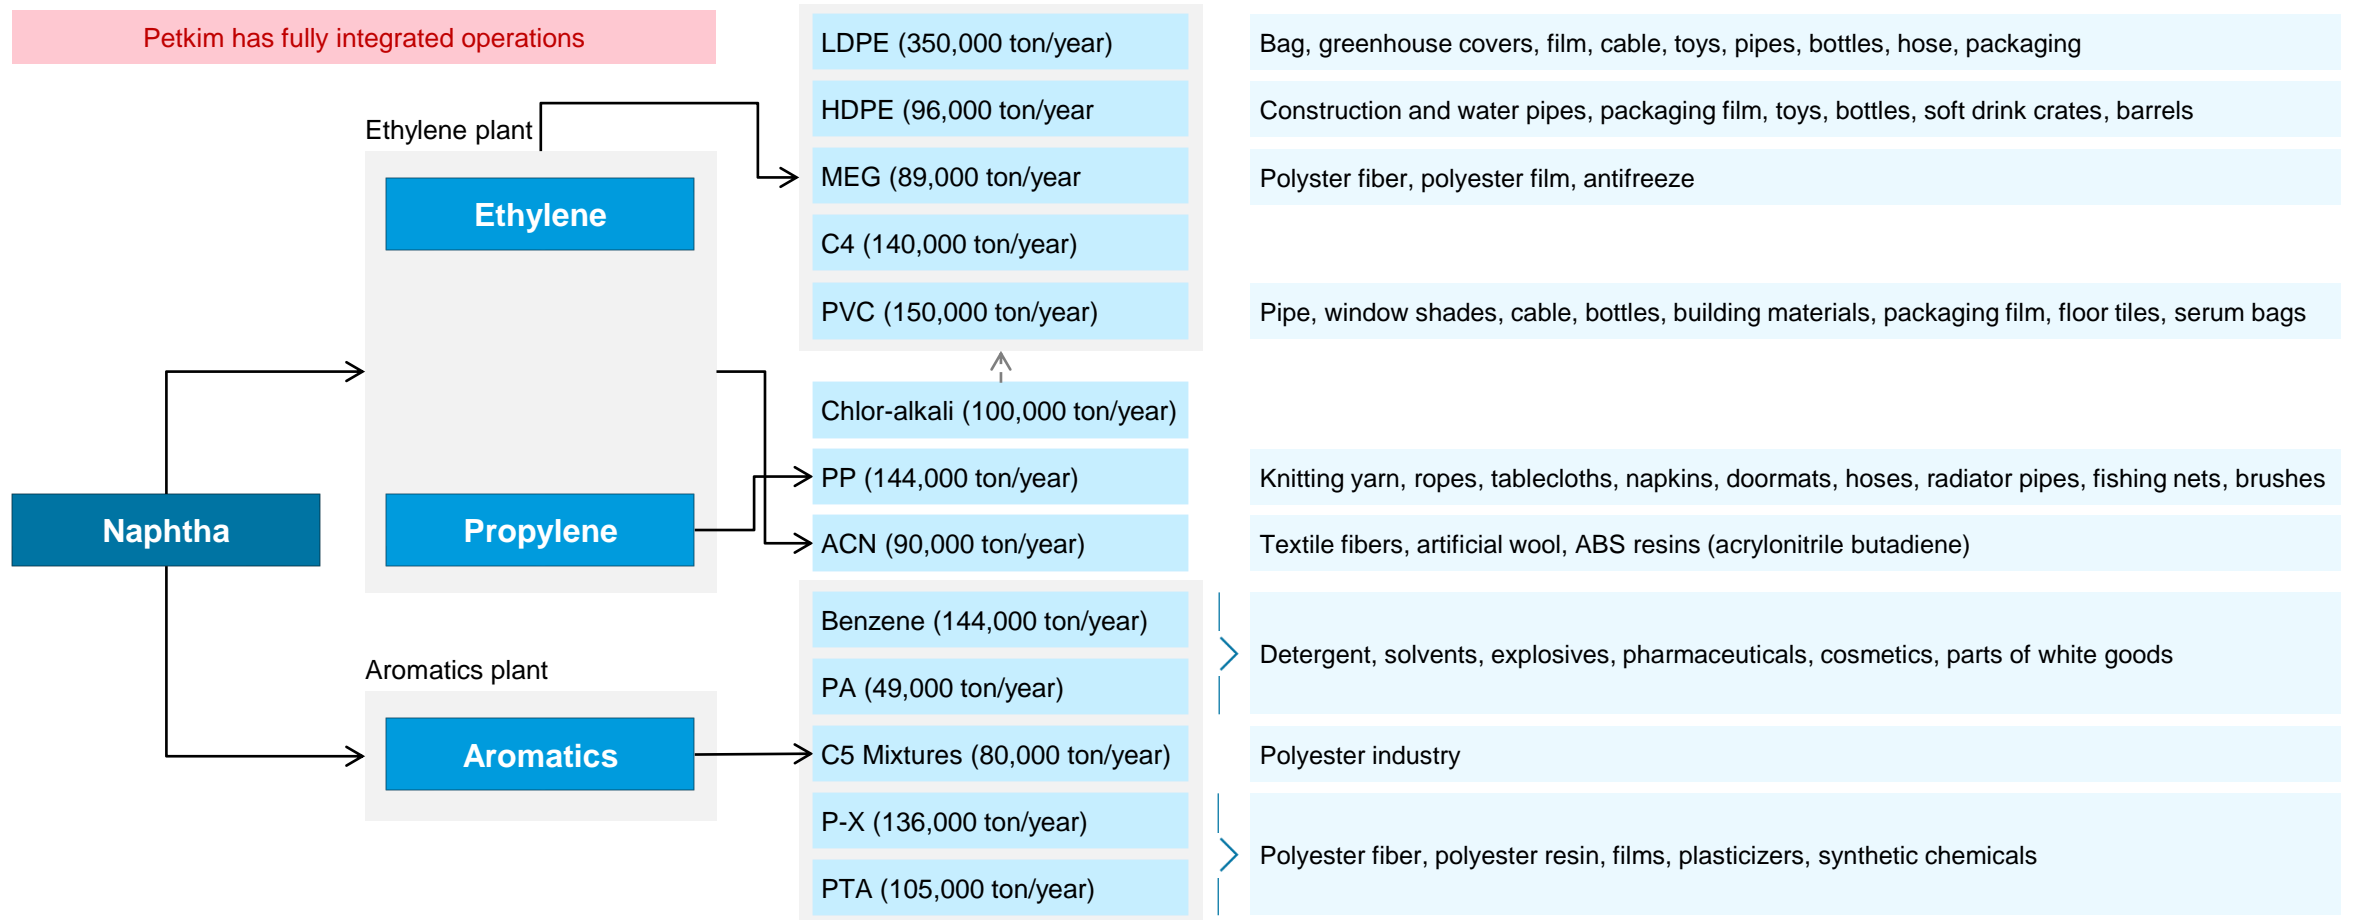 Petkim has fully integrated operations
Naphtha
Ethylene plant
Ethylene
Propylene
Aromatics plant
Aromatics
LDPE (350,000 ton/year)
Bag, greenhouse covers, film, cable, toys, pipes, bottles, hose, packaging
HDPE (96,000 ton/year
Construction and water pipes, packaging film, toys, bottles, soft drink crates, barrels
MEG (89,000 ton/year
Polyster fiber, polyester film, antifreeze
C4 (140,000 ton/year)
PVC (150,000 ton/year)
Pipe, window shades, cable, bottles, building materials, packaging film, floor tiles, serum bags
Chlor-alkali (100,000 ton/year)
PP (144,000 ton/year)
Knitting yarn, ropes, tablecloths, napkins, doormats, hoses, radiator pipes, fishing nets, brushes
ACN (90,000 ton/year)
Textile fibers, artificial wool, ABS resins (acrylonitrile butadiene)
Benzene (144,000 ton/year)
PA (49,000 ton/year)
Detergent, solvents, explosives, pharmaceuticals, cosmetics, parts of white goods
C5 Mixtures (80,000 ton/year)
Polyester industry
P-X (136,000 ton/year)
PTA (105,000 ton/year)
Polyester fiber, polyester resin, films, plasticizers, synthetic chemicals